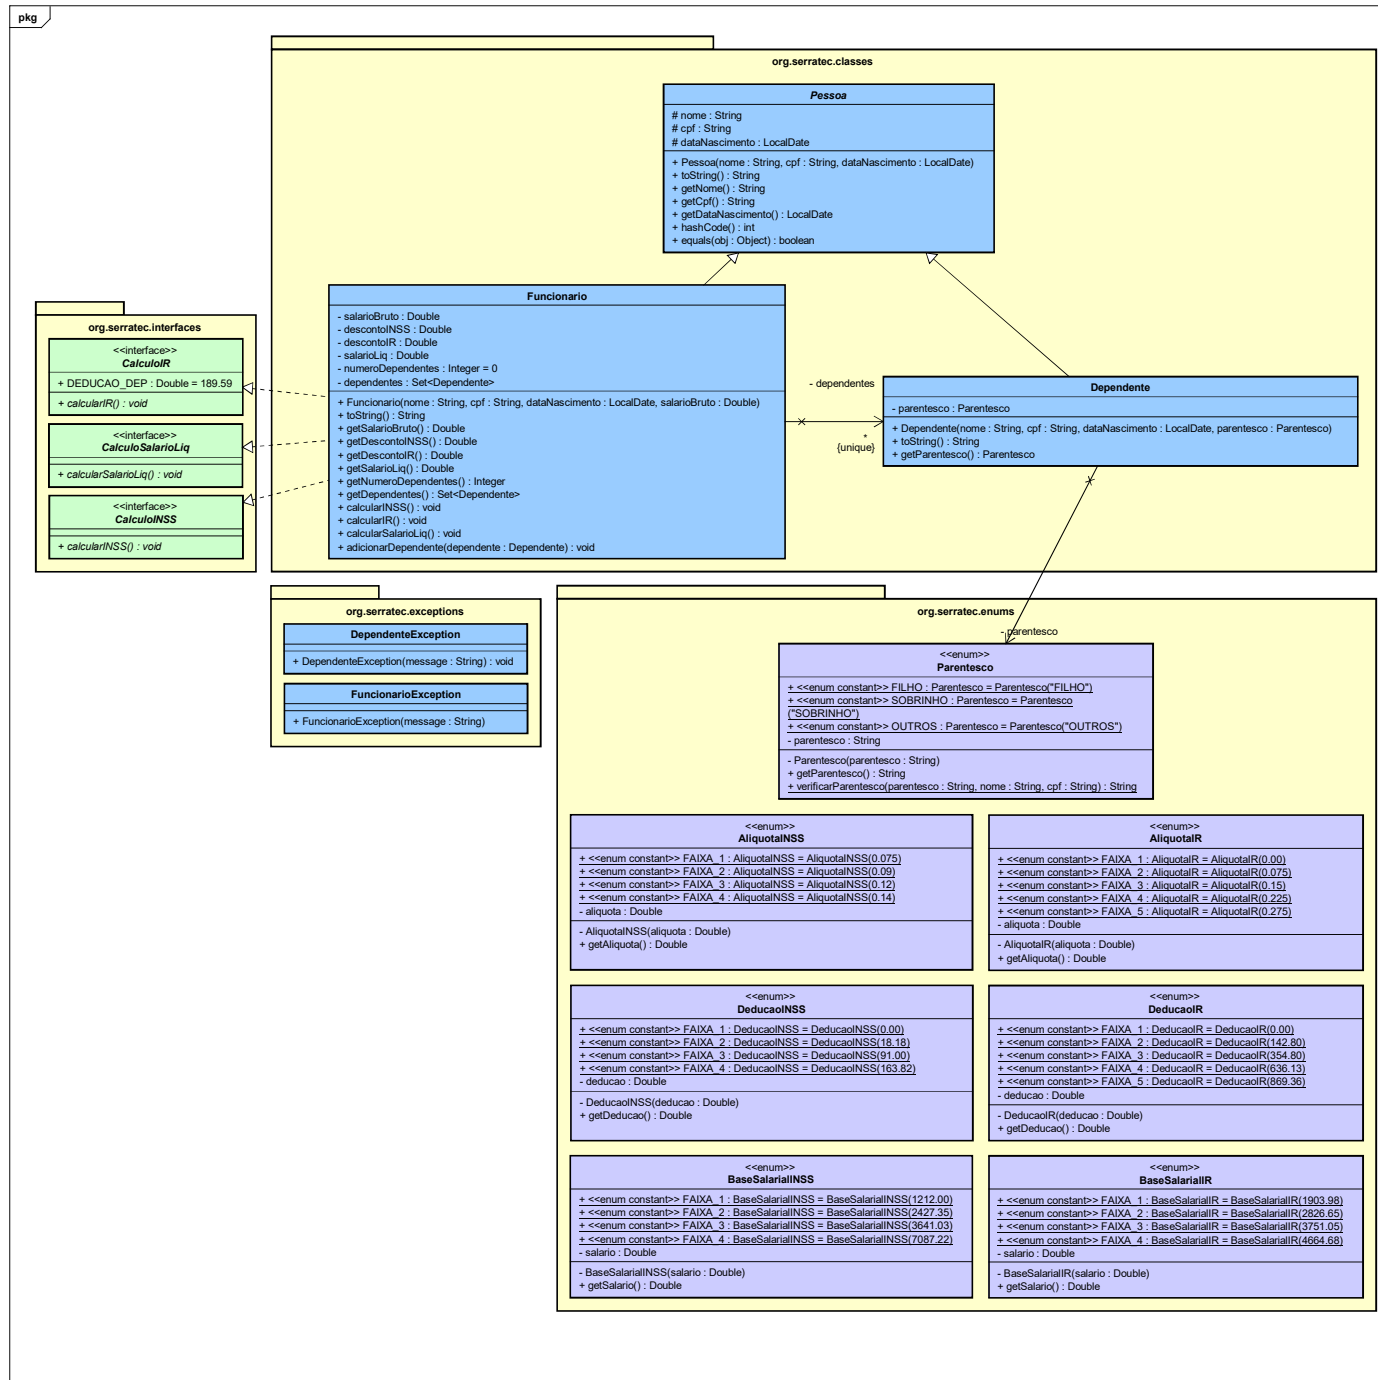 pkg
org.serratec.classes
Pessoa
# nome : String
# cpf : String
# dataNascimento : LocalDate
+ Pessoa(nome : String, cpf : String, dataNascimento : LocalDate)
+ toString() : String
+ getNome() : String
+ getCpf() : String
+ getDataNascimento() : LocalDate
+ hashCode() : int
+ equals(obj : Object) : boolean
Funcionario
- salarioBruto : Double
- descontoINSS : Double
- descontoIR : Double
- salarioLiq : Double
- numeroDependentes : Integer = 0
- dependentes : Set<Dependente>
+ Funcionario(nome : String, cpf : String, dataNascimento : LocalDate, salarioBruto : Double)
+ toString() : String
+ getSalarioBruto() : Double
+ getDescontoINSS() : Double
+ getDescontoIR() : Double
+ getSalarioLiq() : Double
+ getNumeroDependentes() : Integer
+ getDependentes() : Set<Dependente>
+ calcularINSS() : void
+ calcularIR() : void
+ calcularSalarioLiq() : void
+ adicionarDependente(dependente : Dependente) : void
- dependentes
*
{unique}
Dependente
- parentesco : Parentesco
+ Dependente(nome : String, cpf : String, dataNascimento : LocalDate, parentesco : Parentesco)
+ toString() : String
+ getParentesco() : Parentesco
org.serratec.interfaces
<<interface>>
CalculoIR
+ DEDUCAO_DEP : Double = 189.59
+ calcularIR() : void
<<interface>>
CalculoSalarioLiq
+ calcularSalarioLiq() : void
<<interface>>
CalculoINSS
+ calcularINSS() : void
org.serratec.exceptions
DependenteException
+ DependenteException(message : String) : void
FuncionarioException
+ FuncionarioException(message : String)
org.serratec.enums
- parentesco
<<enum>>
Parentesco
+ <<enum constant>> FILHO : Parentesco = Parentesco("FILHO")
+ <<enum constant>> SOBRINHO : Parentesco = Parentesco
("SOBRINHO")
+ <<enum constant>> OUTROS : Parentesco = Parentesco("OUTROS")
- parentesco : String
- Parentesco(parentesco : String)
+ getParentesco() : String
+ verificarParentesco(parentesco : String, nome : String, cpf : String) : String
<<enum>>
AliquotaINSS
+ <<enum constant>> FAIXA_1 : AliquotaINSS = AliquotaINSS(0.075)
+ <<enum constant>> FAIXA_2 : AliquotaINSS = AliquotaINSS(0.09)
+ <<enum constant>> FAIXA_3 : AliquotaINSS = AliquotaINSS(0.12)
+ <<enum constant>> FAIXA_4 : AliquotaINSS = AliquotaINSS(0.14)
- aliquota : Double
- AliquotaINSS(aliquota : Double)
+ getAliquota() : Double
<<enum>>
AliquotaIR
+ <<enum constant>> FAIXA_1 : AliquotaIR = AliquotaIR(0.00)
+ <<enum constant>> FAIXA_2 : AliquotaIR = AliquotaIR(0.075)
+ <<enum constant>> FAIXA_3 : AliquotaIR = AliquotaIR(0.15)
+ <<enum constant>> FAIXA_4 : AliquotaIR = AliquotaIR(0.225)
+ <<enum constant>> FAIXA_5 : AliquotaIR = AliquotaIR(0.275)
- aliquota : Double
- AliquotaIR(aliquota : Double)
+ getAliquota() : Double
<<enum>>
DeducaoINSS
+ <<enum constant>> FAIXA_1 : DeducaoINSS = DeducaoINSS(0.00)
+ <<enum constant>> FAIXA_2 : DeducaoINSS = DeducaoINSS(18.18)
+ <<enum constant>> FAIXA_3 : DeducaoINSS = DeducaoINSS(91.00)
+ <<enum constant>> FAIXA_4 : DeducaoINSS = DeducaoINSS(163.82)
- deducao : Double
- DeducaoINSS(deducao : Double)
+ getDeducao() : Double
<<enum>>
DeducaoIR
+ <<enum constant>> FAIXA_1 : DeducaoIR = DeducaoIR(0.00)
+ <<enum constant>> FAIXA_2 : DeducaoIR = DeducaoIR(142.80)
+ <<enum constant>> FAIXA_3 : DeducaoIR = DeducaoIR(354.80)
+ <<enum constant>> FAIXA_4 : DeducaoIR = DeducaoIR(636.13)
+ <<enum constant>> FAIXA_5 : DeducaoIR = DeducaoIR(869.36)
- deducao : Double
- DeducaoIR(deducao : Double)
+ getDeducao() : Double
<<enum>>
BaseSalarialINSS
+ <<enum constant>> FAIXA_1 : BaseSalarialINSS = BaseSalarialINSS(1212.00)
+ <<enum constant>> FAIXA_2 : BaseSalarialINSS = BaseSalarialINSS(2427.35)
+ <<enum constant>> FAIXA_3 : BaseSalarialINSS = BaseSalarialINSS(3641.03)
+ <<enum constant>> FAIXA_4 : BaseSalarialINSS = BaseSalarialINSS(7087.22)
- salario : Double
- BaseSalarialINSS(salario : Double)
+ getSalario() : Double
<<enum>>
BaseSalarialIR
+ <<enum constant>> FAIXA_1 : BaseSalarialIR = BaseSalarialIR(1903.98)
+ <<enum constant>> FAIXA_2 : BaseSalarialIR = BaseSalarialIR(2826.65)
+ <<enum constant>> FAIXA_3 : BaseSalarialIR = BaseSalarialIR(3751.05)
+ <<enum constant>> FAIXA_4 : BaseSalarialIR = BaseSalarialIR(4664.68)
- salario : Double
- BaseSalarialIR(salario : Double)
+ getSalario() : Double